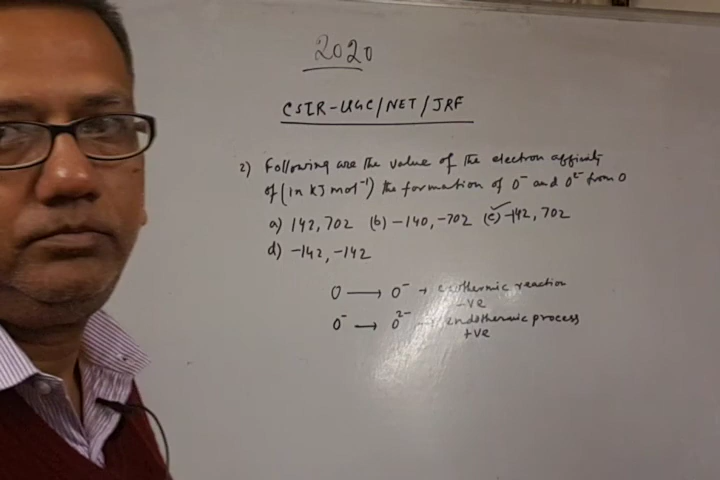 2020
CSIR-UGC/NET/JRF
2) Following are the value of the electron affinity
of (in kJ mol⁻¹) the formation of O⁻ and O²⁻ from O
a) 142, 702 (b) -140, -702 (c) ✓ -142, 702
d) -142, -142
O ⟶ O⁻ → exothermic reaction
-ve
O⁻ → O²⁻ → endothermic process
+ve